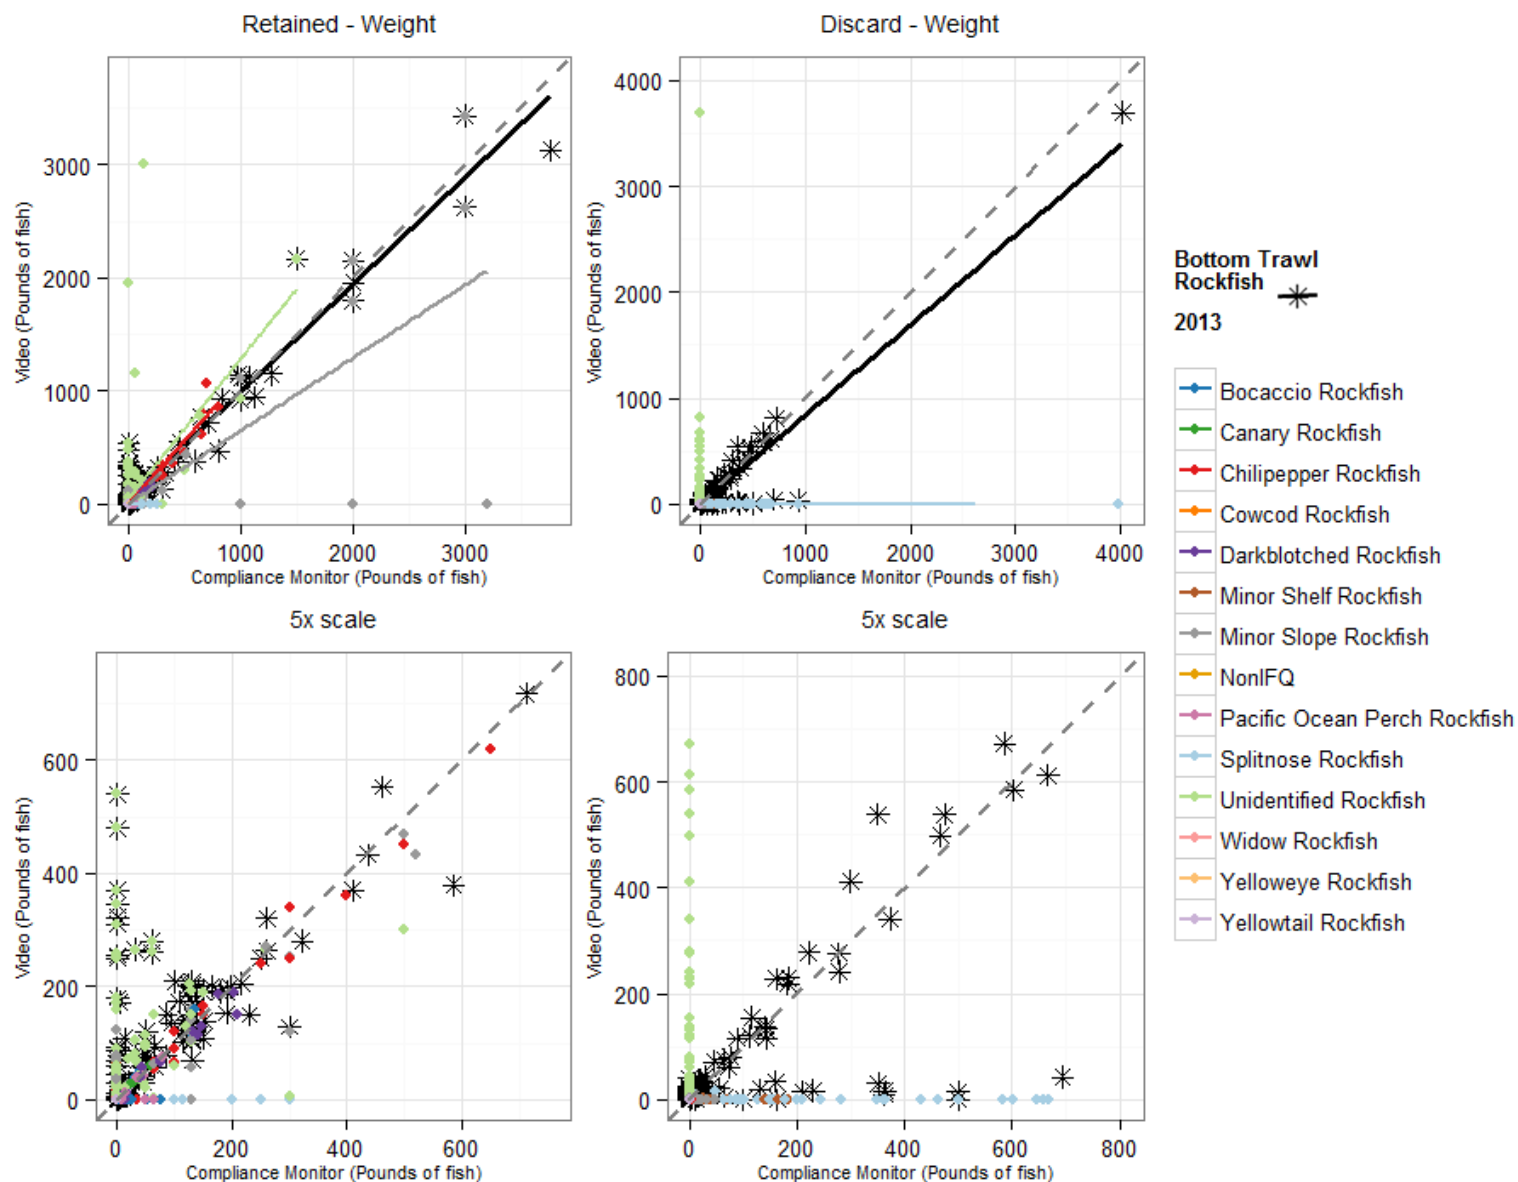 Retained - Weight
Discard - Weight
Video (Pounds of fish)
3000
2000
1000
0
0
1000
2000
3000
Compliance Monitor (Pounds of fish)
Video (Pounds of fish)
4000
3000
2000
1000
0
0
1000
2000
3000
4000
Compliance Monitor (Pounds of fish)
5x scale
5x scale
Video (Pounds of fish)
600
400
200
0
0
200
400
600
Compliance Monitor (Pounds of fish)
Video (Pounds of fish)
800
600
400
200
0
0
200
400
600
800
Compliance Monitor (Pounds of fish)
Bottom Trawl
Rockfish
2013
Bocaccio Rockfish
Canary Rockfish
Chilipepper Rockfish
Cowcod Rockfish
Darkblotched Rockfish
Minor Shelf Rockfish
Minor Slope Rockfish
NonIFQ
Pacific Ocean Perch Rockfish
Splitnose Rockfish
Unidentified Rockfish
Widow Rockfish
Yelloweye Rockfish
Yellowtail Rockfish